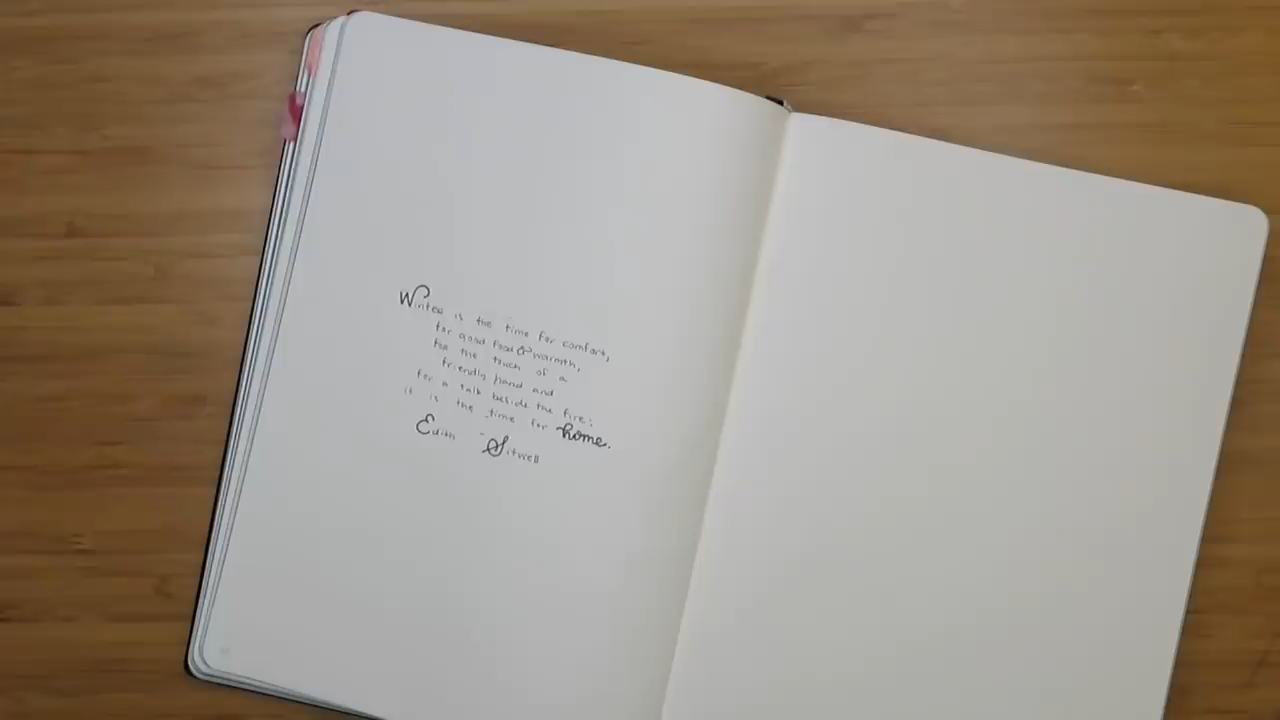 Winter is the time for comfort,
for good food & warmth,
for the touch of a
friendly hand and
for a talk beside the fire:
it is the time for home.
Edith Sitwell